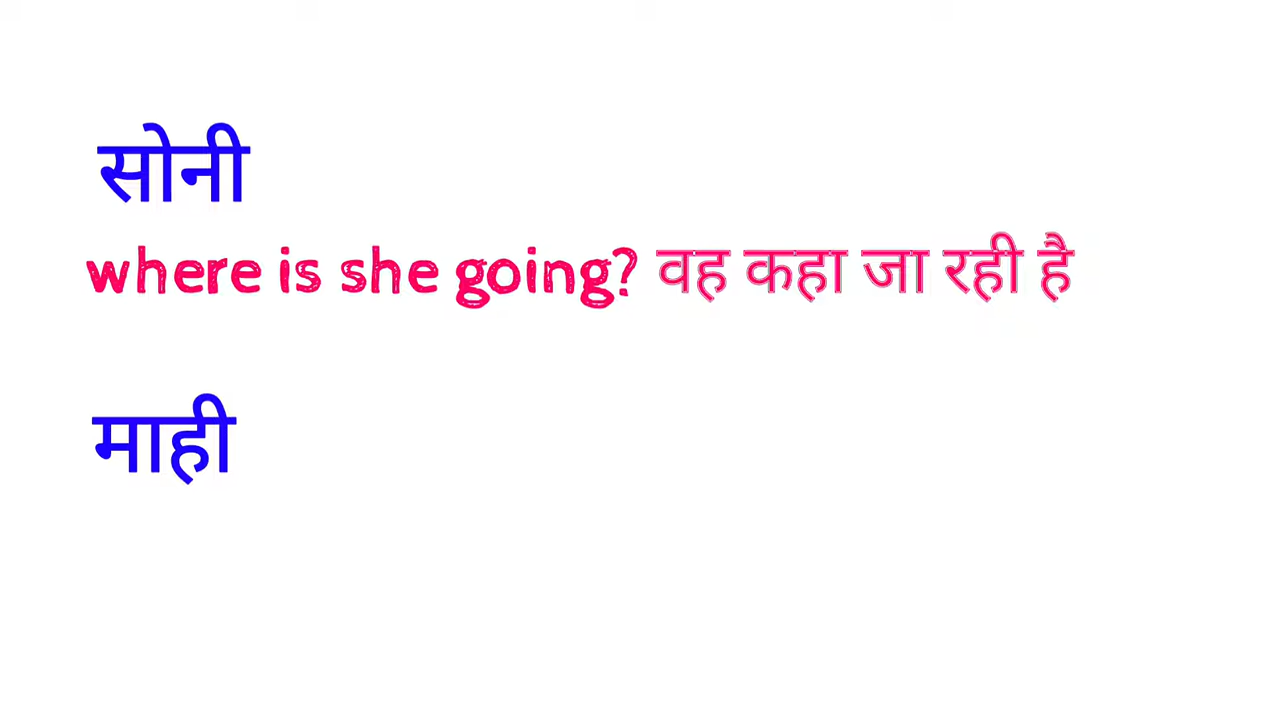 सोनी
where is she going? वह कहा जा रही है
माही